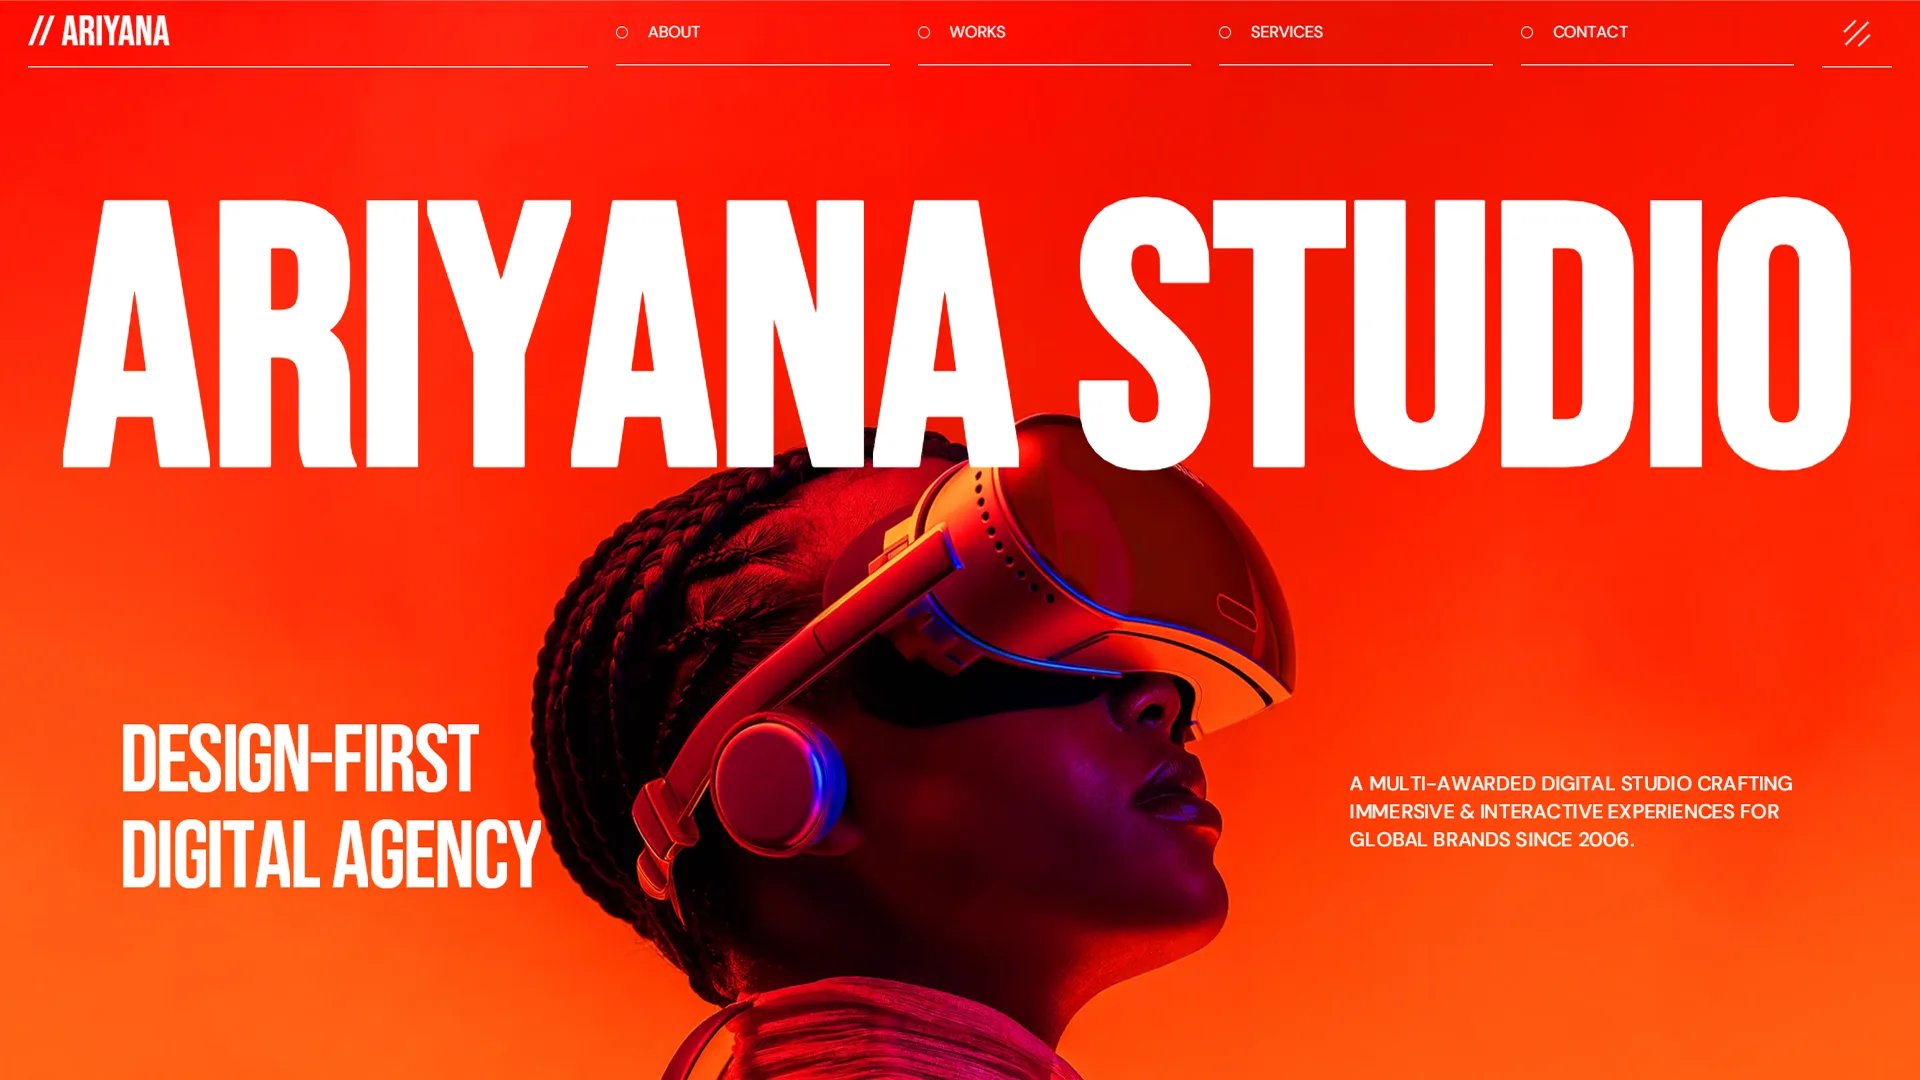 // ARIYANA
ABOUT
WORKS
SERVICES
CONTACT
ARIYANA STUDIO
DESIGN-FIRST
DIGITAL AGENCY
A MULTI-AWARDED DIGITAL STUDIO CRAFTING
IMMERSIVE & INTERACTIVE EXPERIENCES FOR
GLOBAL BRANDS SINCE 2006.